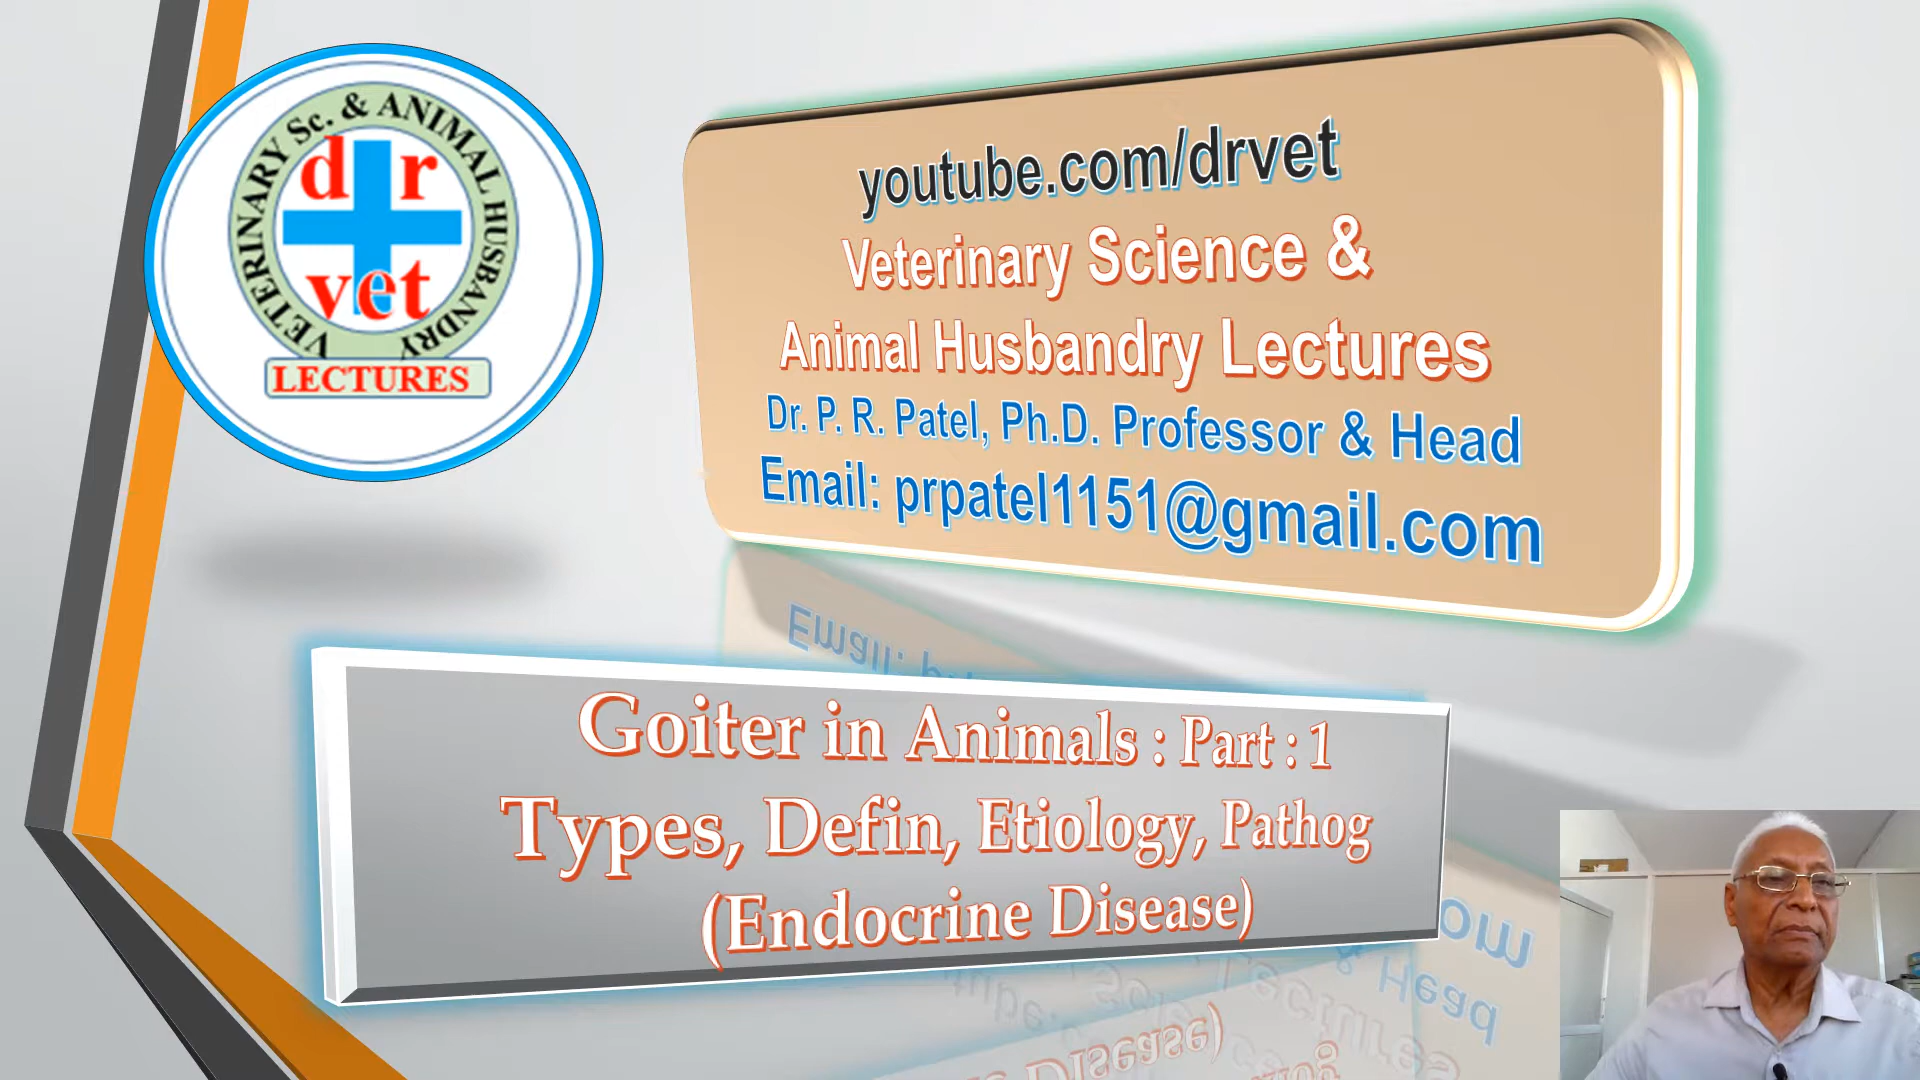 VETERINARY Sc. & ANIMAL HUSBANDRY
dr
vet
LECTURES
youtube.com/drvet
Veterinary Science &
Animal Husbandry Lectures
Dr. P. R. Patel, Ph.D. Professor & Head
Email: prpatel1151@gmail.com
Goiter in Animals : Part : 1
Types, Defin, Etiology, Pathog
(Endocrine Disease)